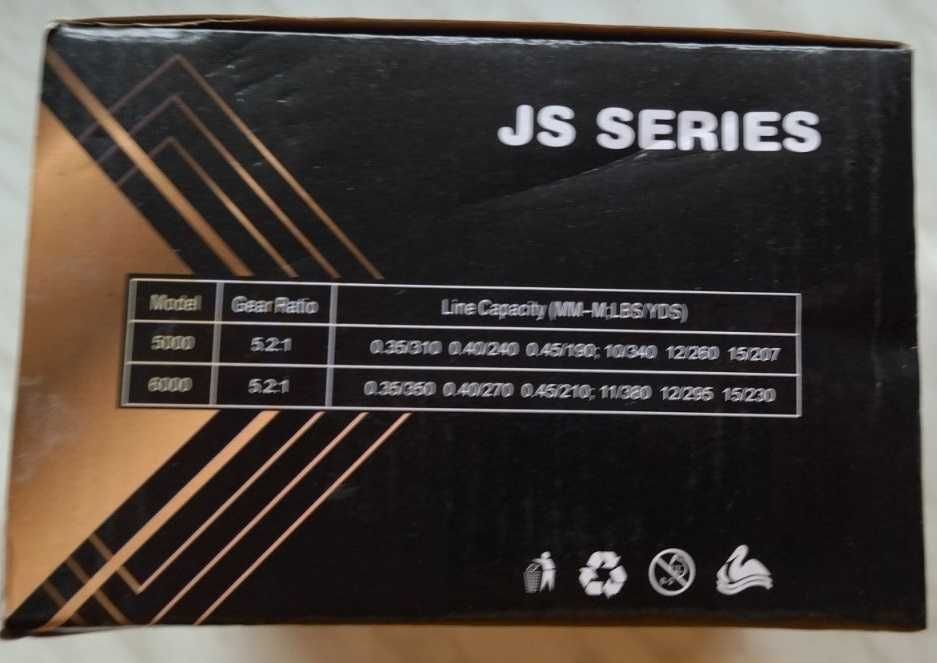 JS SERIES
Model Gear Ratio Line Capacity (MM-M;LBS/YDS)
5000 5.2:1 0.35/310 0.40/240 0.45/190; 10/340 12/260 15/207
6000 5.2:1 0.35/350 0.40/270 0.45/210; 11/380 12/295 15/230